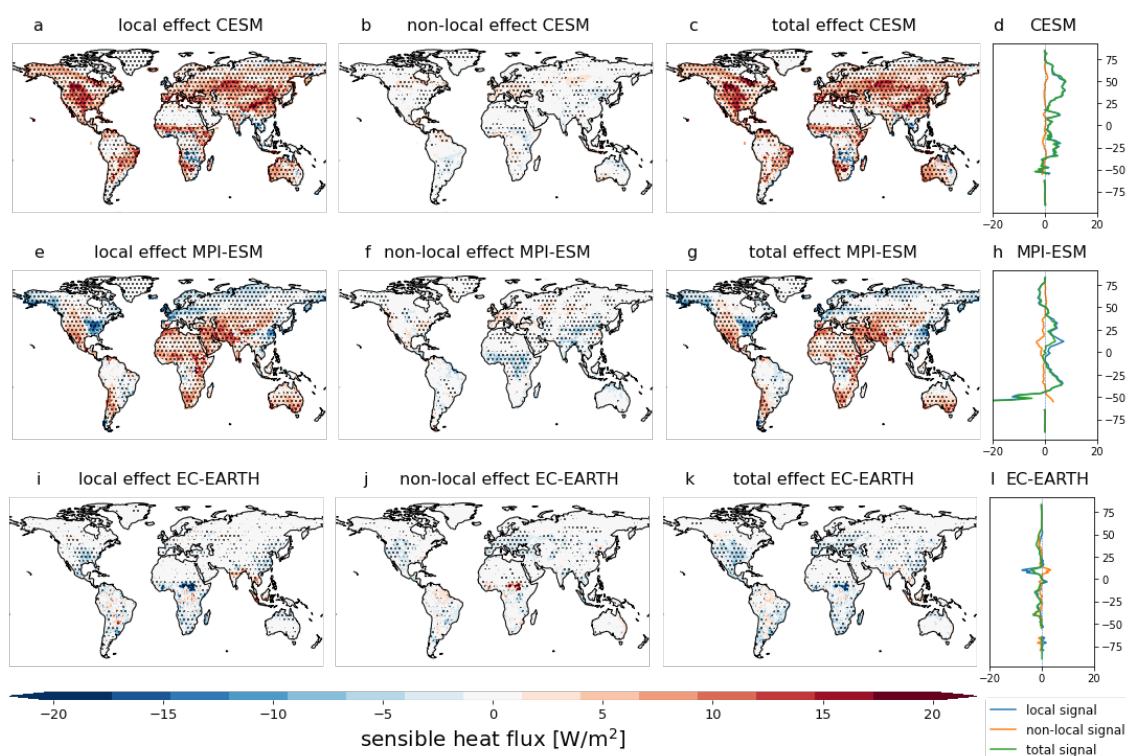 a local effect CESM b non-local effect CESM c total effect CESM d CESM
75
50
25
0
−25
−50
−75
−20 0 20
e local effect MPI-ESM f non-local effect MPI-ESM g total effect MPI-ESM h MPI-ESM
75
50
25
0
−25
−50
−75
−20 0 20
i local effect EC-EARTH j non-local effect EC-EARTH k total effect EC-EARTH l EC-EARTH
75
50
25
0
−25
−50
−75
−20 0 20
−20 −15 −10 −5 0 5 10 15 20
sensible heat flux [W/m²]
local signal
non-local signal
total signal